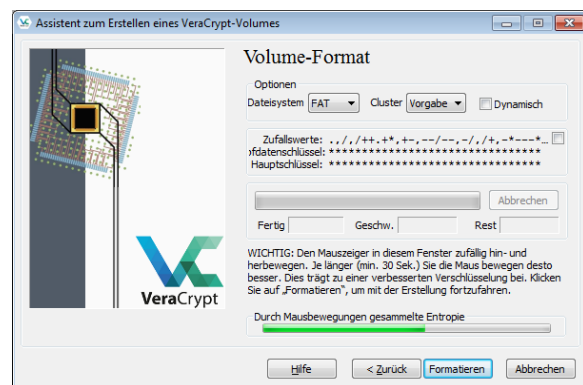 Assistent zum Erstellen eines VeraCrypt-Volumes
Volume-Format
Optionen
Dateisystem FAT Cluster Vorgabe Dynamisch
Zufallswerte: .,/,/++.+*,+-,--/--,-/,/+,-*---*...
ofdatenschlüssel: ********************************
Hauptschlüssel: ********************************
Abbrechen
Fertig Geschw. Rest
WICHTIG: Den Mauszeiger in diesem Fenster zufällig hin- und
herbewegen. Je länger (min. 30 Sek.) Sie die Maus bewegen desto
besser. Dies trägt zu einer verbesserten Verschlüsselung bei. Klicken
Sie auf „Formatieren“, um mit der Erstellung fortzufahren.
VeraCrypt
Durch Mausbewegungen gesammelte Entropie
Hilfe < Zurück Formatieren Abbrechen